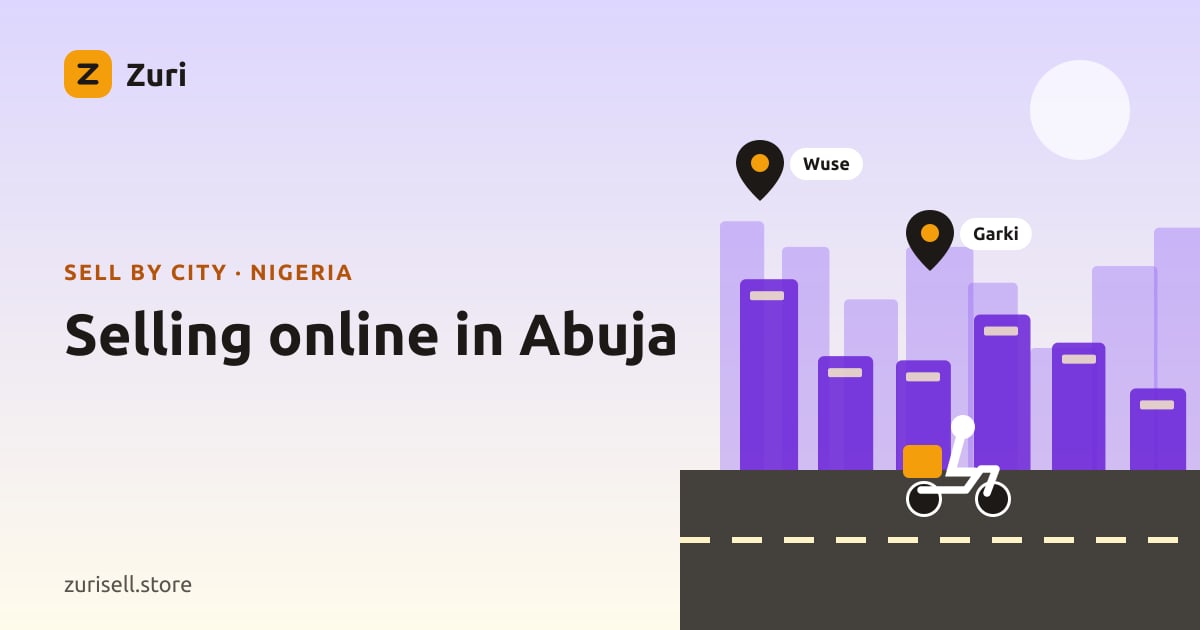 Z Zuri
Wuse
Garki
SELL BY CITY · NIGERIA
Selling online in Abuja
zurisell.store